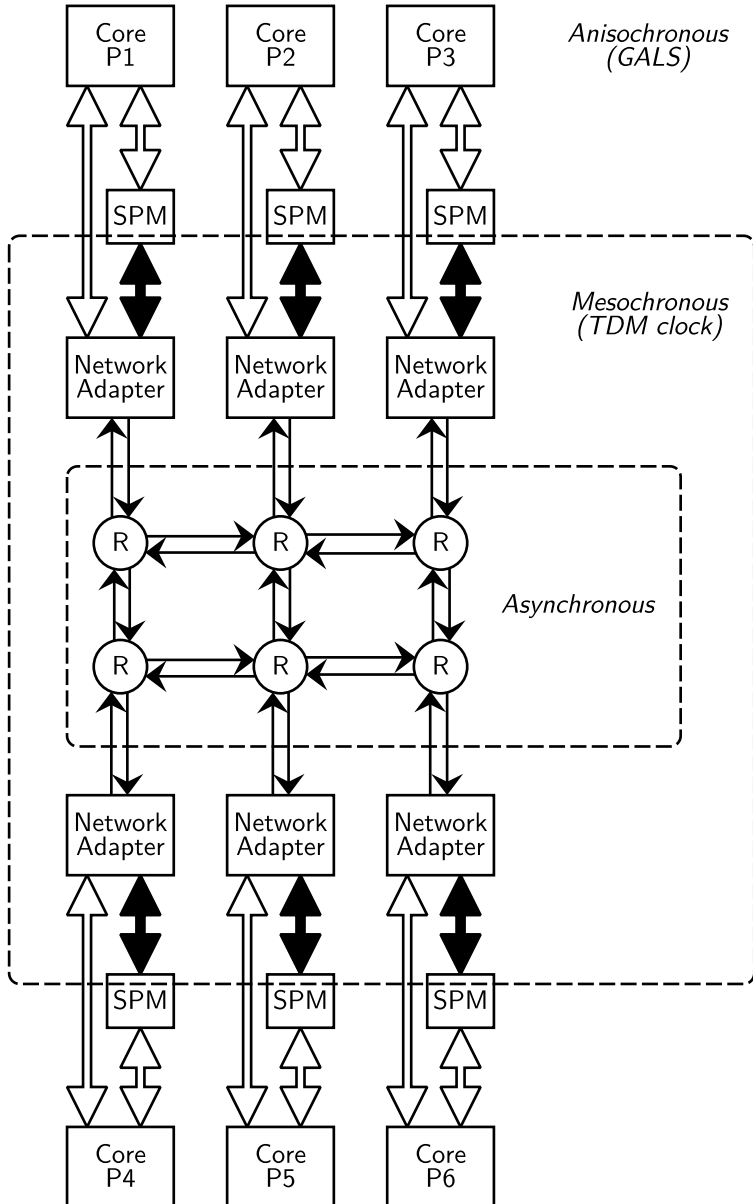 Core
P1
Core
P2
Core
P3
Anisochronous
(GALS)
SPM
SPM
SPM
Mesochronous
(TDM clock)
Network
Adapter
Network
Adapter
Network
Adapter
R
R
R
Asynchronous
R
R
R
Network
Adapter
Network
Adapter
Network
Adapter
SPM
SPM
SPM
Core
P4
Core
P5
Core
P6